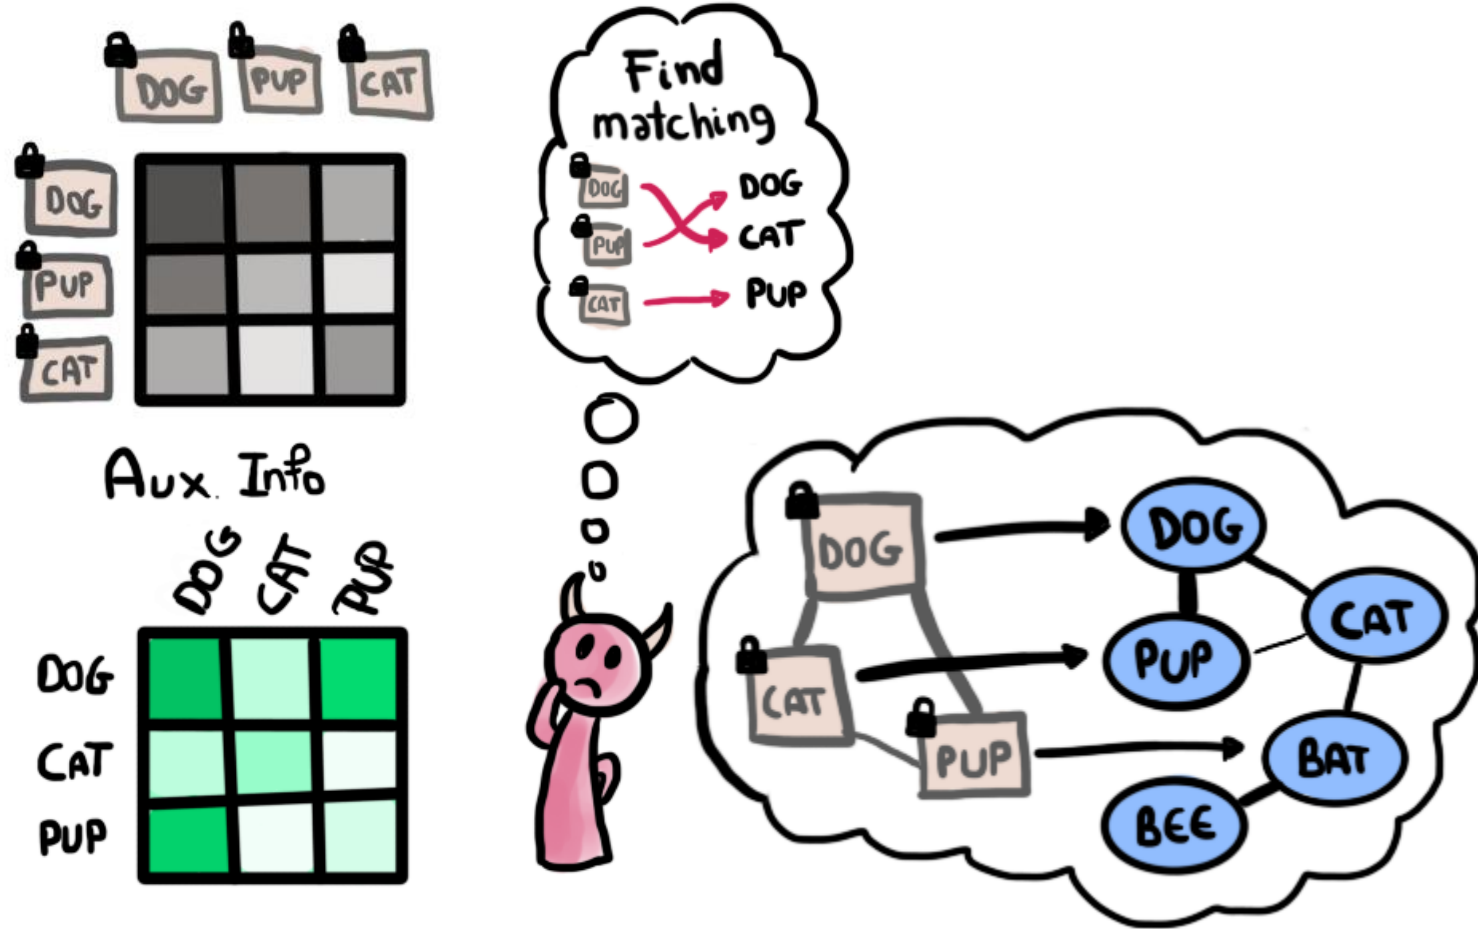 DOG PUP CAT
DOG
PUP
CAT
Aux. Info
DOG CAT PUP
DOG
CAT
PUP
Find
matching
DOG DOG
PUP CAT
CAT PUP
DOG DOG
CAT
CAT PUP
PUP BAT
BEE